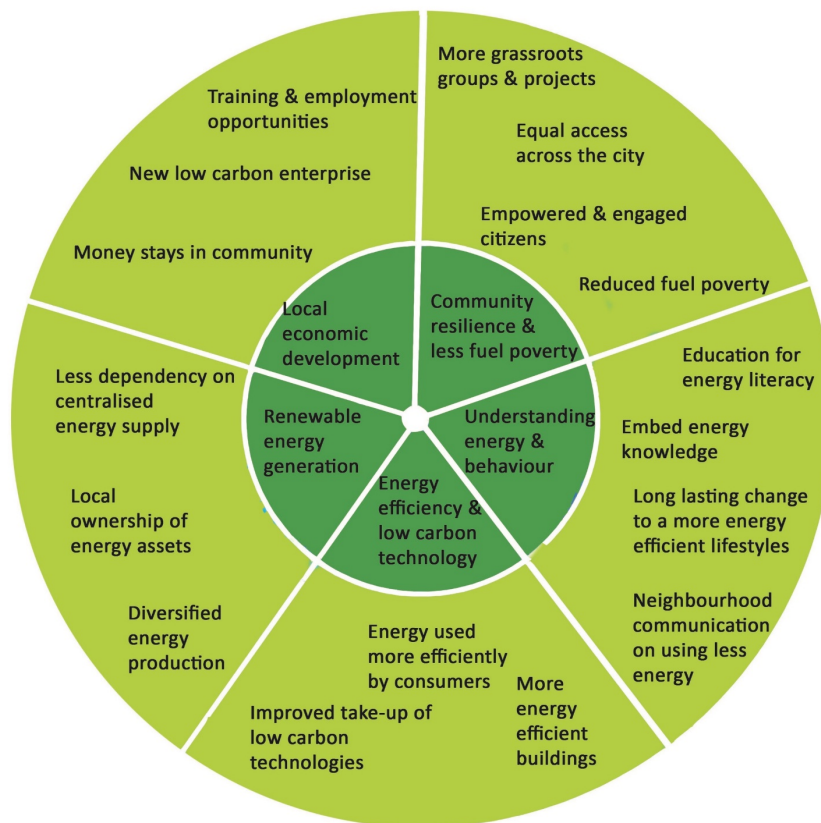 More grassroots
groups & projects
Equal access
across the city
Empowered & engaged
citizens
Reduced fuel poverty
Community
resilience &
less fuel poverty
Education for
energy literacy
Embed energy
knowledge
Long lasting change
to a more energy
efficient lifestyles
Neighbourhood
communication
on using less
energy
Understanding
energy &
behaviour
Energy efficiency &
low carbon
technology
Energy used
more efficiently
by consumers
More
energy
efficient
buildings
Improved take-up of
low carbon
technologies
Renewable
energy
generation
Less dependency on
centralised
energy supply
Local
ownership of
energy assets
Diversified
energy
production
Local
economic
development
Training & employment
opportunities
New low carbon enterprise
Money stays in community